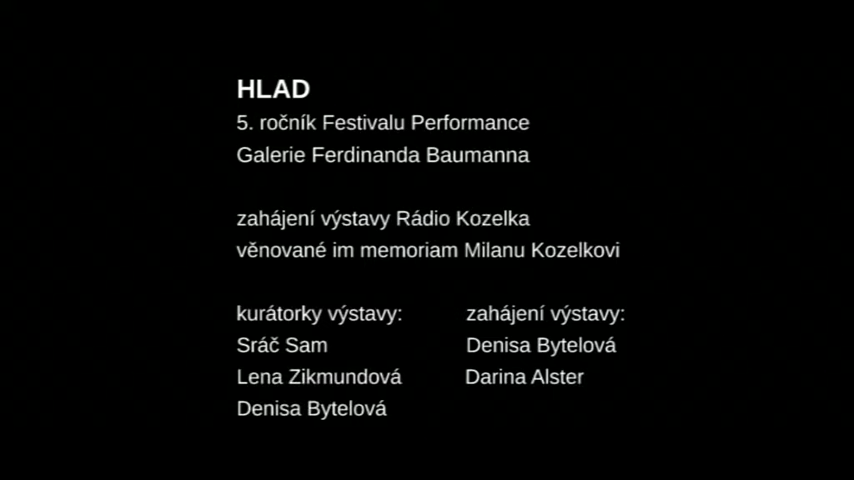 HLAD
5. ročník Festivalu Performance
Galerie Ferdinanda Baumanna
zahájení výstavy Rádio Kozelka
věnované im memoriam Milanu Kozelkovi
kurátorky výstavy:
Sráč Sam
Lena Zikmundová
Denisa Bytelová
zahájení výstavy:
Denisa Bytelová
Darina Alster